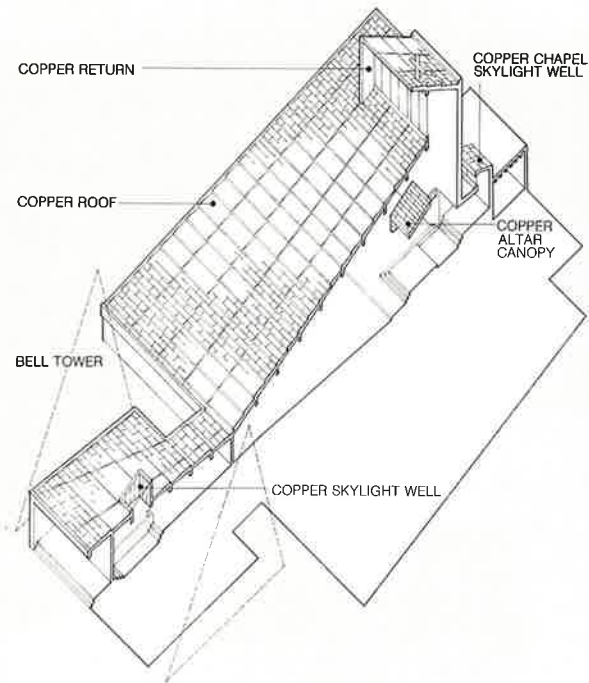 COPPER RETURN
COPPER CHAPEL
SKYLIGHT WELL
COPPER ROOF
COPPER
ALTAR
CANOPY
BELL TOWER
COPPER SKYLIGHT WELL